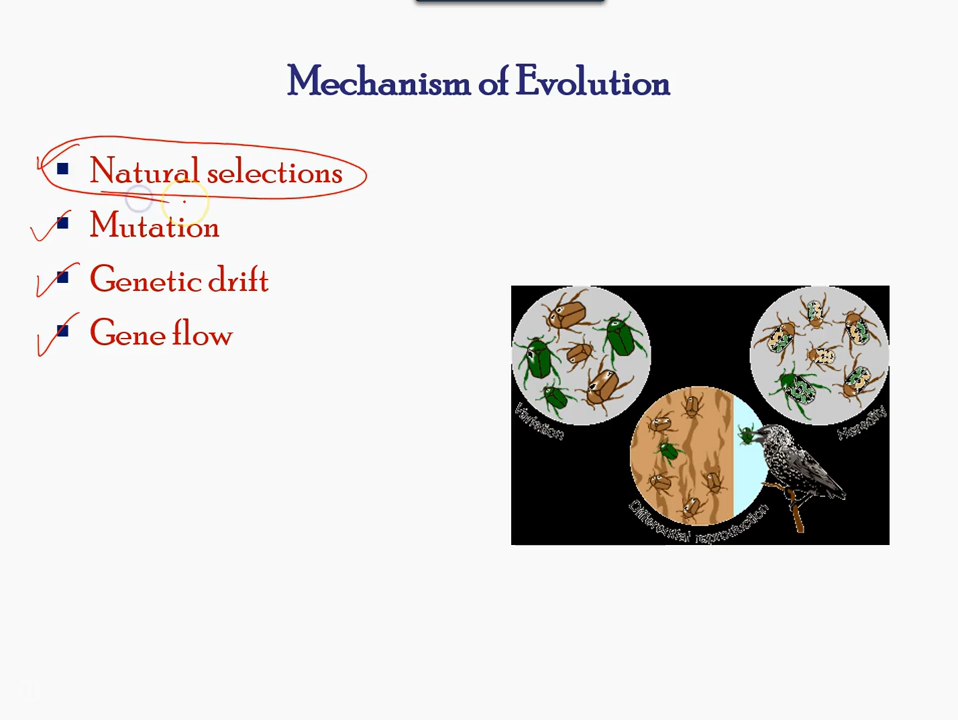 Mechanism of Evolution
Natural selections
Mutation
Genetic drift
Gene flow
Variation
Heredity
Differential reproduction